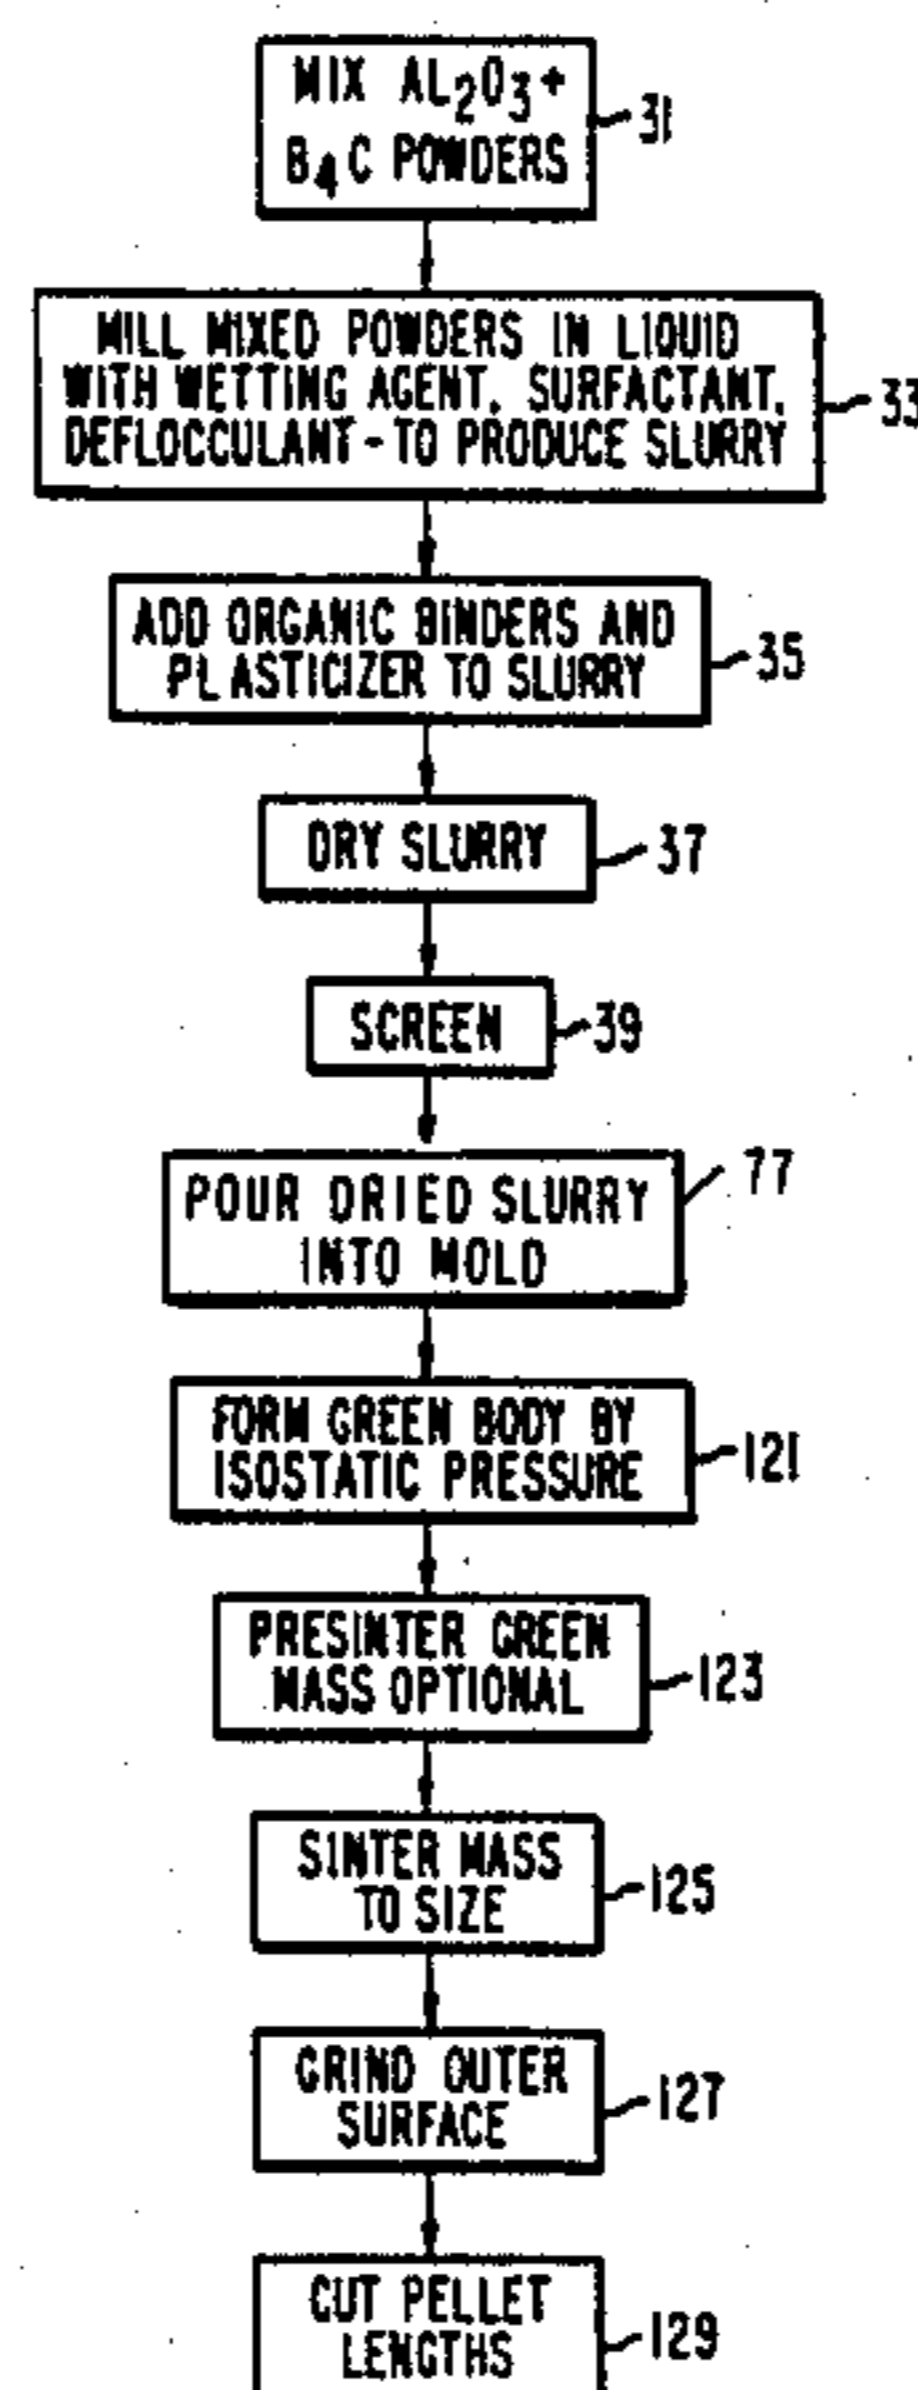 MIX AL2O3+
B4C POWDERS
31
MILL MIXED POWDERS IN LIQUID
WITH WETTING AGENT, SURFACTANT,
DEFLOCCULANT-TO PRODUCE SLURRY
33
ADD ORGANIC BINDERS AND
PLASTICIZER TO SLURRY
35
DRY SLURRY
37
SCREEN
39
POUR DRIED SLURRY
INTO MOLD
77
FORM GREEN BODY BY
ISOSTATIC PRESSURE
121
PRESINTER GREEN
MASS OPTIONAL
123
SINTER MASS
TO SIZE
125
GRIND OUTER
SURFACE
127
CUT PELLET
LENGTHS
129